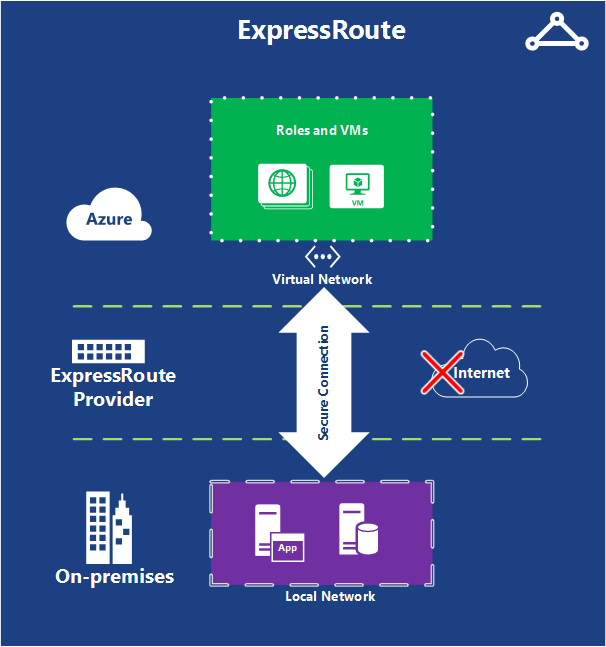 ExpressRoute
Roles and VMs
VM
Azure
Virtual Network
Secure Connection
ExpressRoute
Provider
Internet
App
On-premises
Local Network